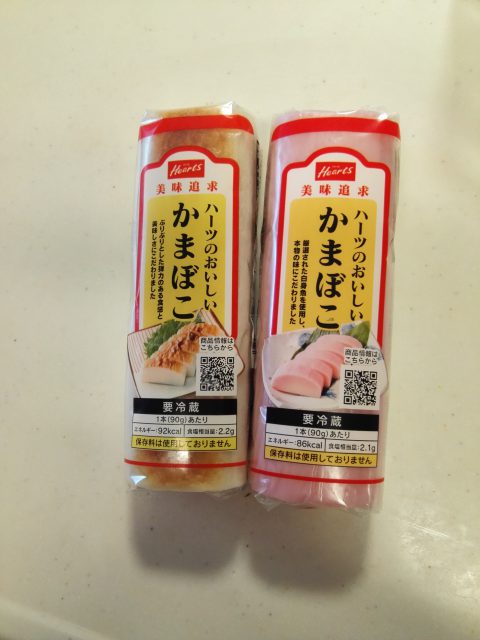 Hearts
美味追求
ハーツのおいしい
かまぼこ
ぷりぷりとした弾力のある食感と
美味しさにこだわりました
商品情報は
こちらから
要冷蔵
1本(90g)あたり
エネルギー:92kcal 食塩相当量:2.2g
保存料は使用しておりません
Hearts
美味追求
ハーツのおいしい
かまぼこ
厳選された白身魚を使用し、
本物の味にこだわりました
商品情報は
こちらから
要冷蔵
1本(90g)あたり
エネルギー:86kcal 食塩相当量:2.1g
保存料は使用しておりません